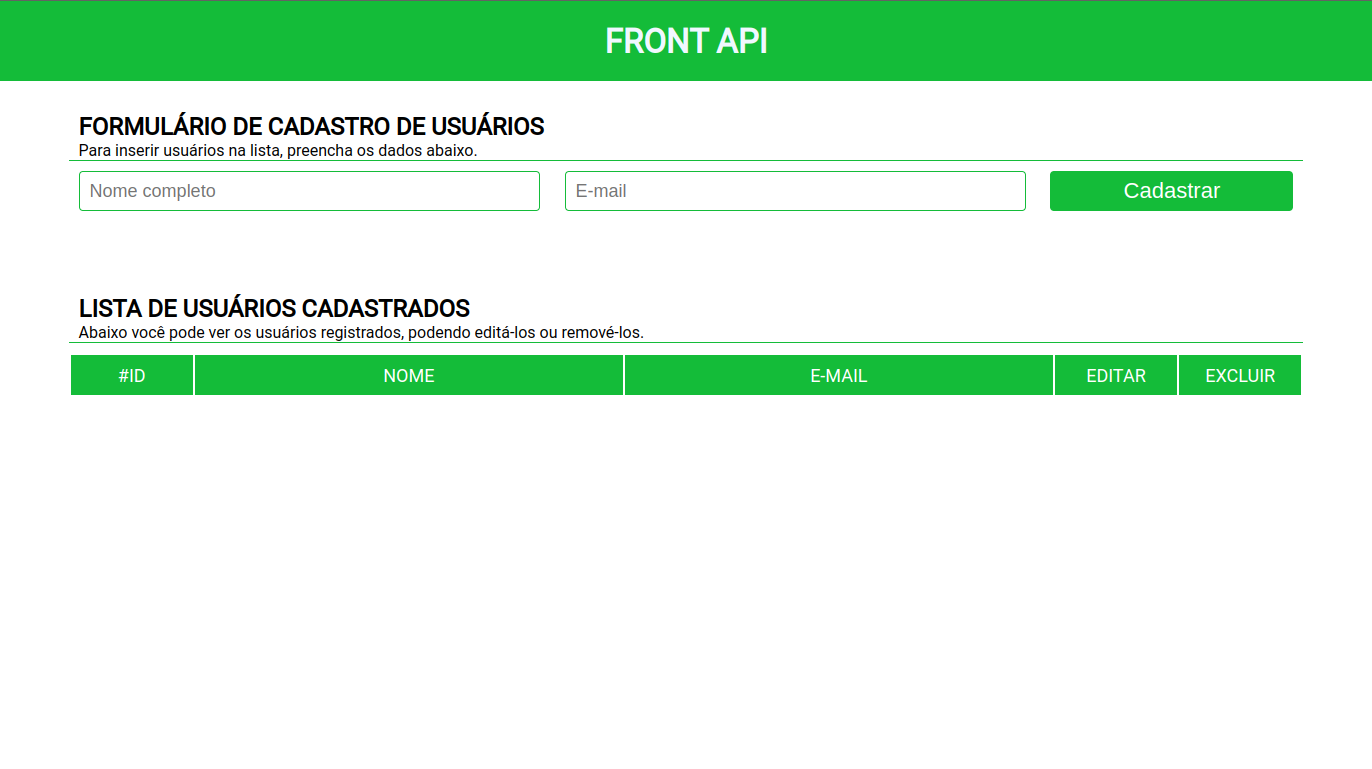 FRONT API
FORMULÁRIO DE CADASTRO DE USUÁRIOS
Para inserir usuários na lista, preencha os dados abaixo.
Nome completo E-mail Cadastrar
LISTA DE USUÁRIOS CADASTRADOS
Abaixo você pode ver os usuários registrados, podendo editá-los ou removê-los.
#ID NOME E-MAIL EDITAR EXCLUIR